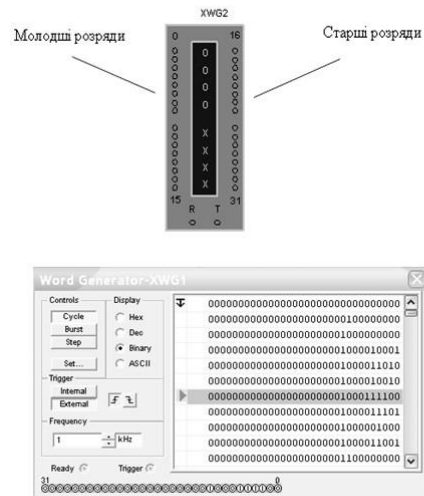 XWG2
Молодші розряди
Старші розряди
0 16
0
0
0
0
X
X
X
X
15 31
R T
Word Generator-XWG1
Controls
Cycle
Burst
Step
Set...
Display
Hex
Dec
Binary
ASCII
Trigger
Internal
External
Frequency
1 kHz
Ready Trigger
00000000000000000000000000000000
00000000000000000000000100000000
00000000000000000000001000000000
00000000000000000000001000010001
00000000000000000000001000011010
00000000000000000000001000010010
00000000000000000000001000111100
00000000000000000000001000011101
00000000000000000000001000001000
00000000000000000000001000011001
00000000000000000000001100000000
31 0